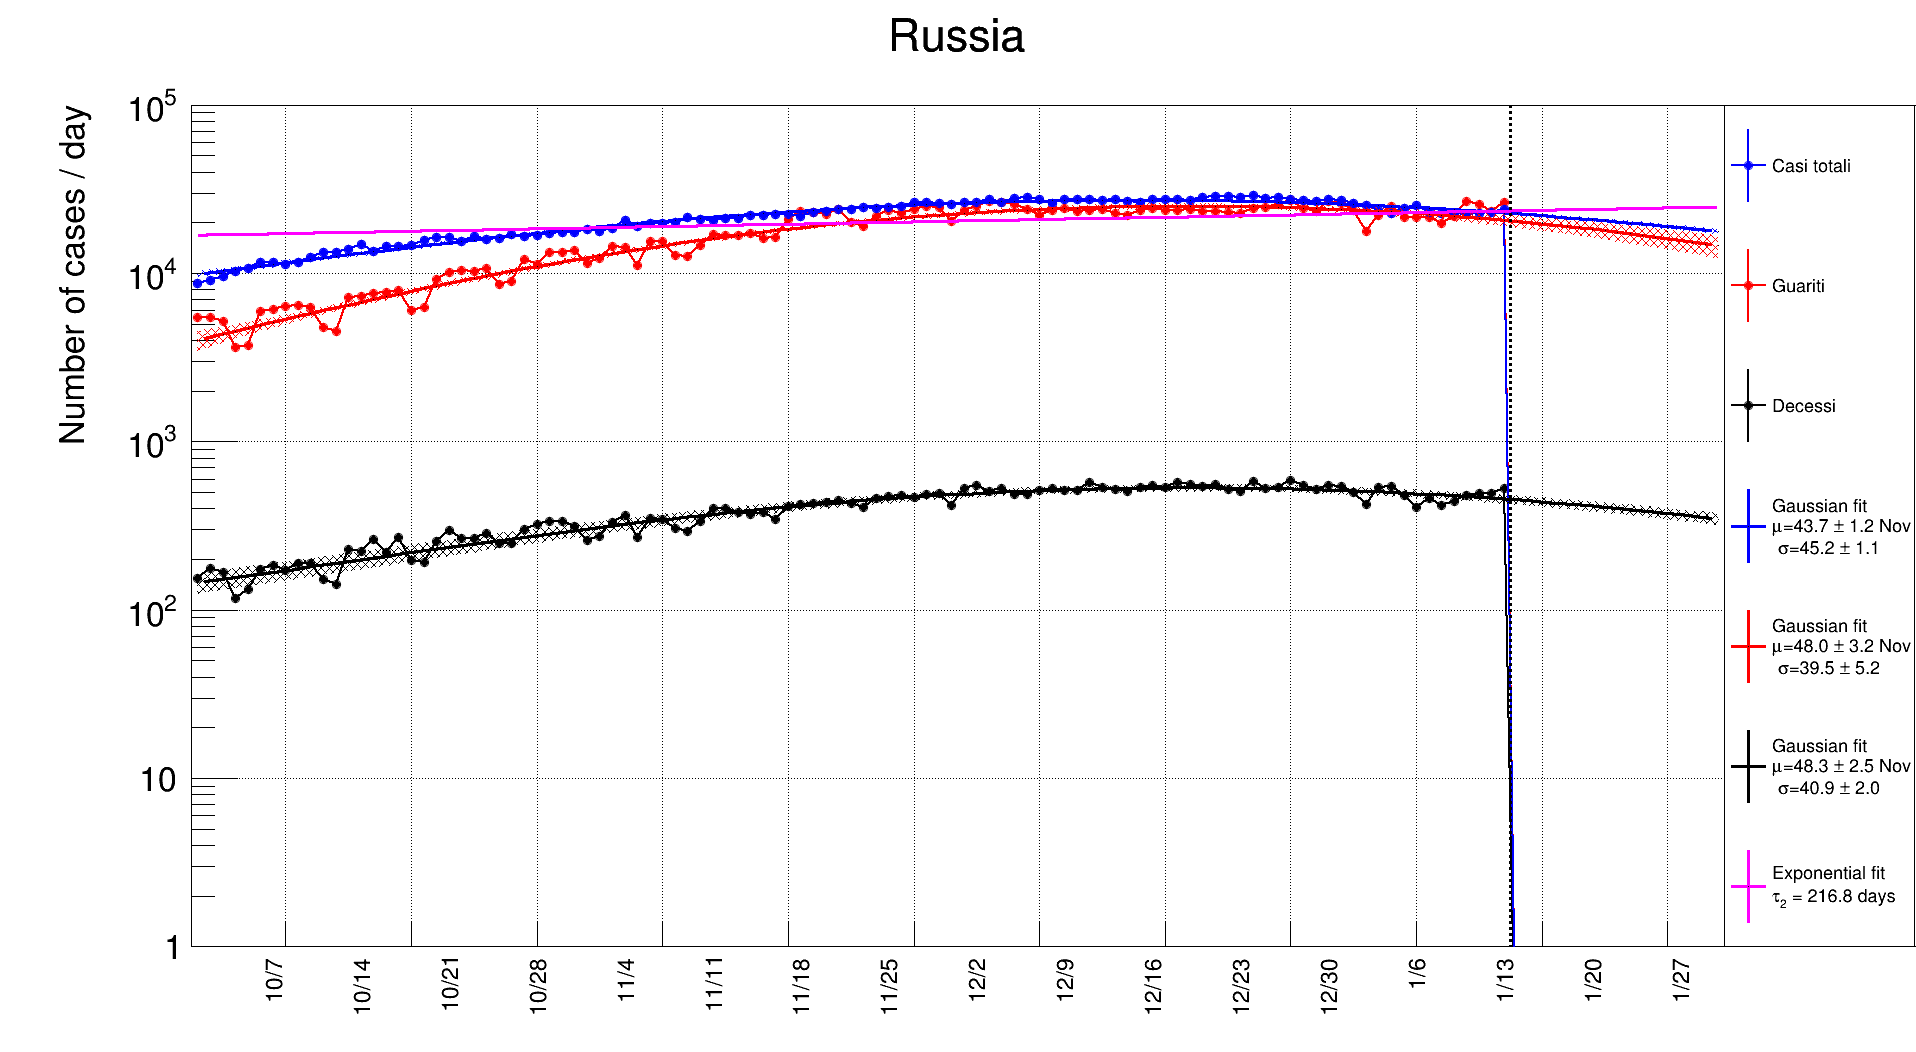 Russia
Number of cases / day
10^5
10^4
10^3
10^2
10
1
10/7
10/14
10/21
10/28
11/4
11/11
11/18
11/25
12/2
12/9
12/16
12/23
12/30
1/6
1/13
1/20
1/27
Casi totali
Guariti
Decessi
Gaussian fit
μ=43.7 ± 1.2 Nov
σ=45.2 ± 1.1
Gaussian fit
μ=48.0 ± 3.2 Nov
σ=39.5 ± 5.2
Gaussian fit
μ=48.3 ± 2.5 Nov
σ=40.9 ± 2.0
Exponential fit
τ₂ = 216.8 days